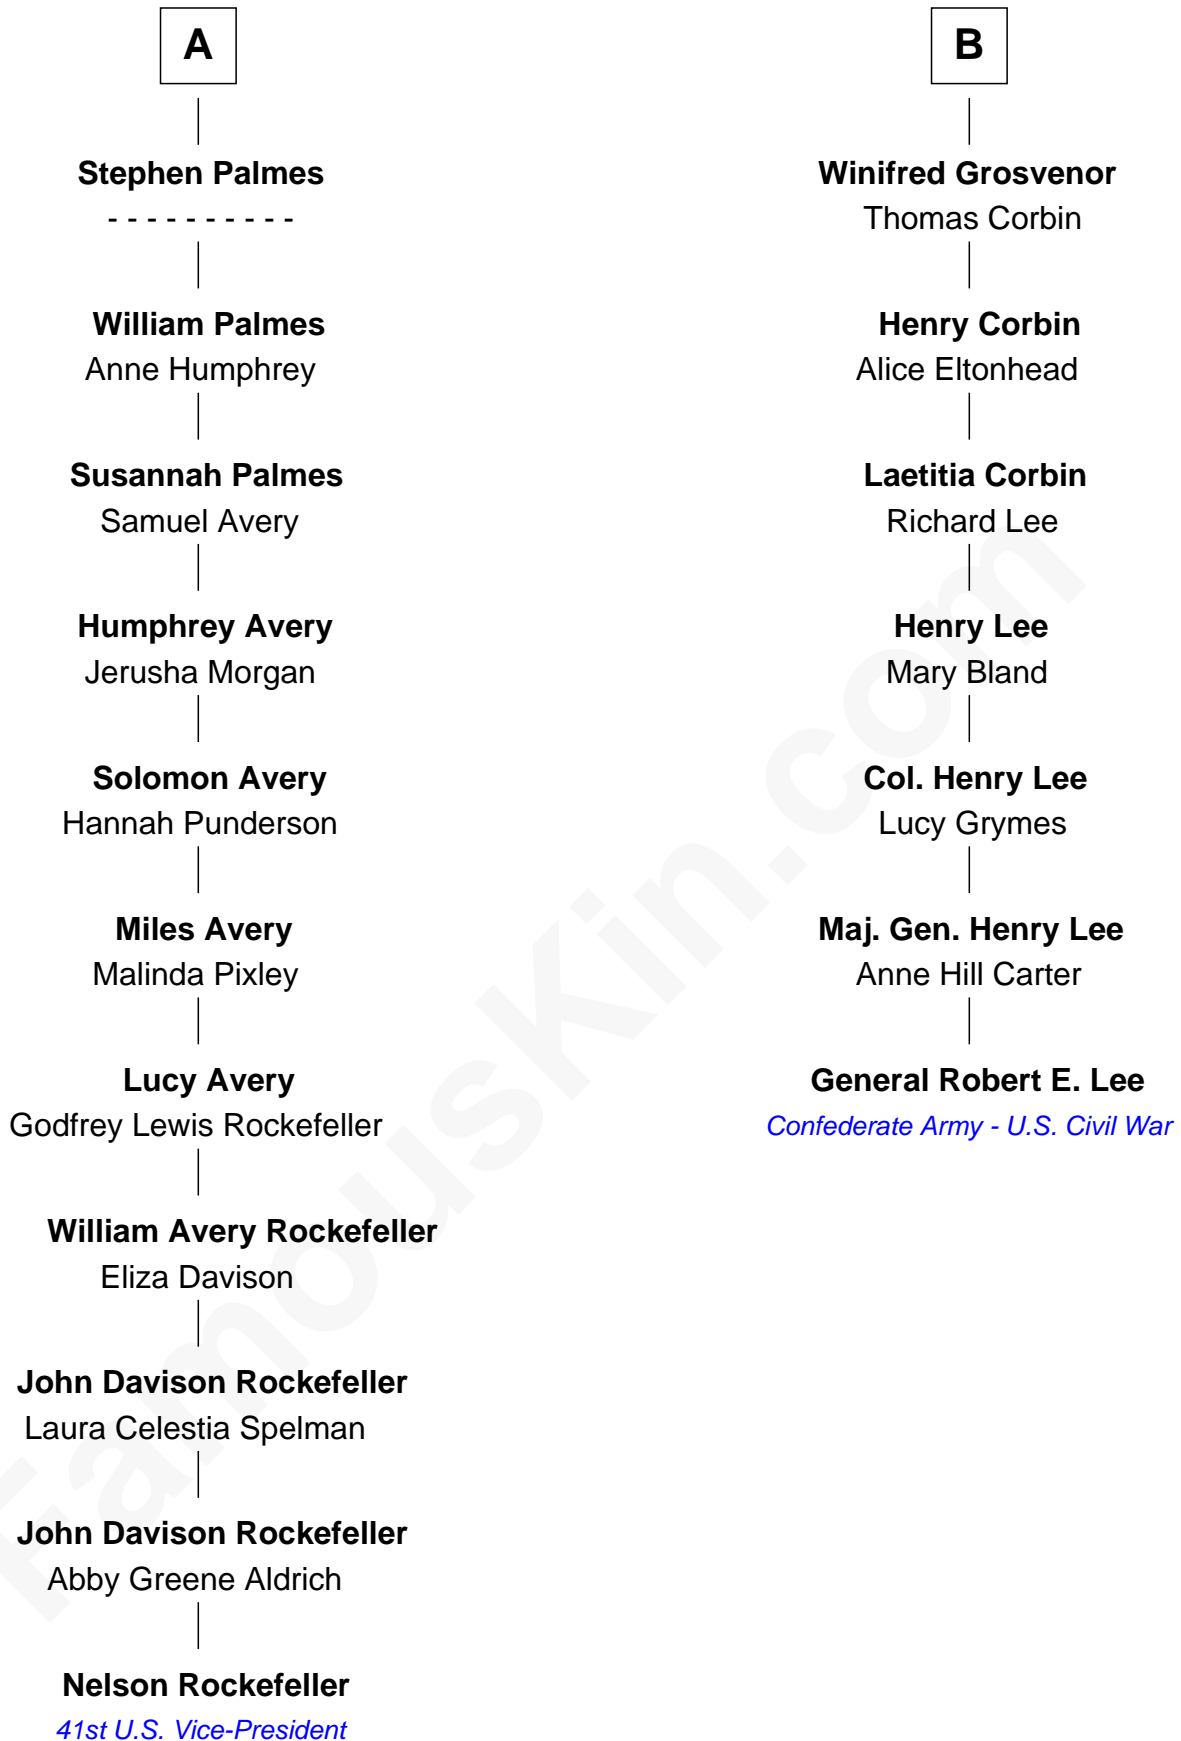 A
Stephen Palmes
- - - - - - - - - -
William Palmes
Anne Humphrey
Susannah Palmes
Samuel Avery
Humphrey Avery
Jerusha Morgan
Solomon Avery
Hannah Punderson
Miles Avery
Malinda Pixley
Lucy Avery
Godfrey Lewis Rockefeller
William Avery Rockefeller
Eliza Davison
John Davison Rockefeller
Laura Celestia Spelman
John Davison Rockefeller
Abby Greene Aldrich
Nelson Rockefeller
41st U.S. Vice-President
B
Winifred Grosvenor
Thomas Corbin
Henry Corbin
Alice Eltonhead
Laetitia Corbin
Richard Lee
Henry Lee
Mary Bland
Col. Henry Lee
Lucy Grymes
Maj. Gen. Henry Lee
Anne Hill Carter
General Robert E. Lee
Confederate Army - U.S. Civil War
FamousKin.com